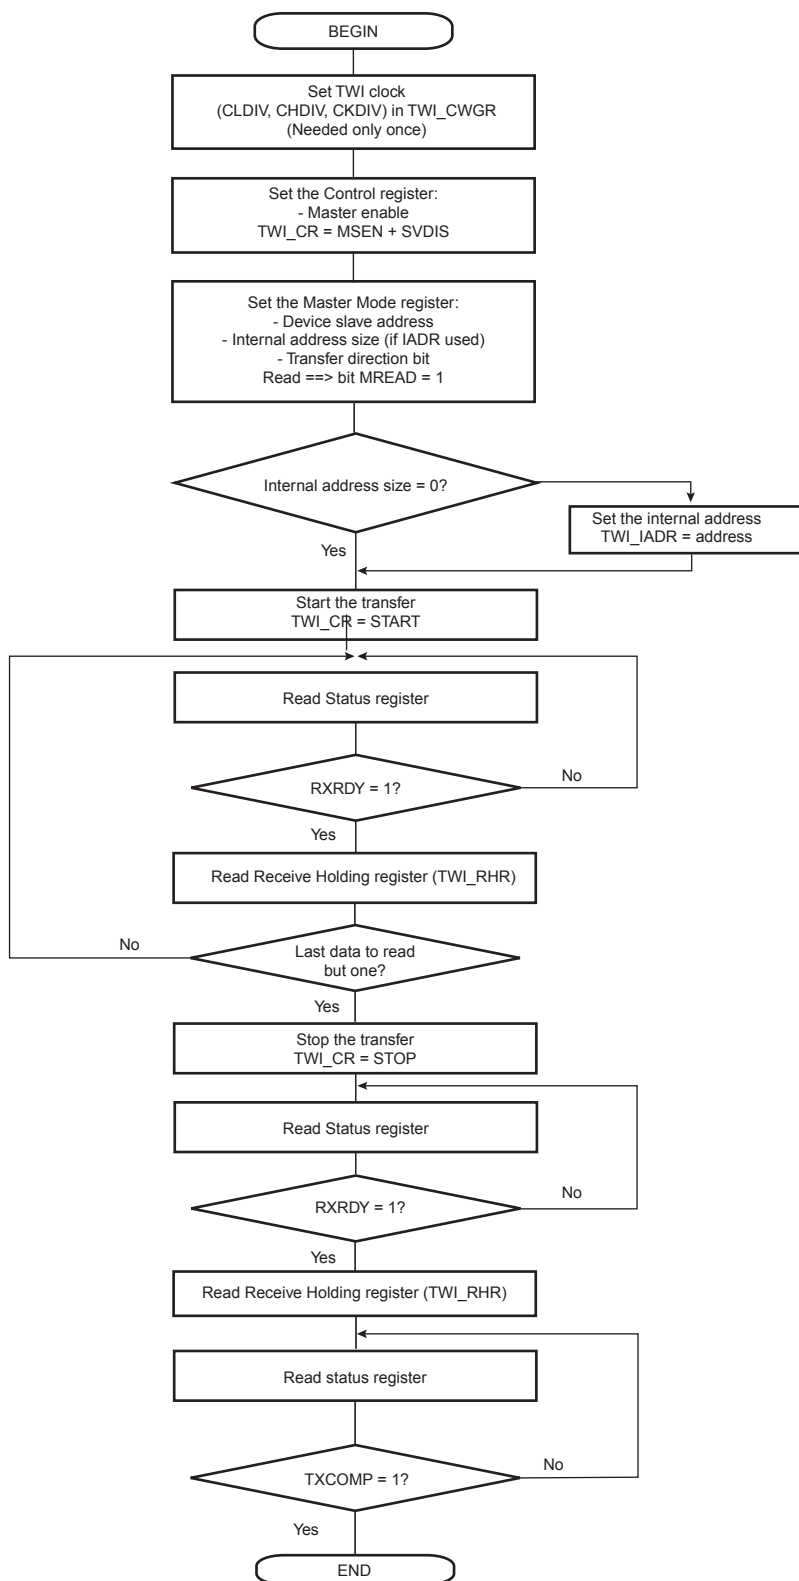 BEGIN
Set TWI clock
(CLDIV, CHDIV, CKDIV) in TWI_CWGR
(Needed only once)
Set the Control register:
- Master enable
TWI_CR = MSEN + SVDIS
Set the Master Mode register:
- Device slave address
- Internal address size (if IADR used)
- Transfer direction bit
Read ==> bit MREAD = 1
Internal address size = 0?
Set the internal address
TWI_IADR = address
Yes
Start the transfer
TWI_CR = START
Read Status register
RXRDY = 1?
No
Yes
Read Receive Holding register (TWI_RHR)
No
Last data to read
but one?
Yes
Stop the transfer
TWI_CR = STOP
Read Status register
RXRDY = 1?
No
Yes
Read Receive Holding register (TWI_RHR)
Read status register
TXCOMP = 1?
No
Yes
END